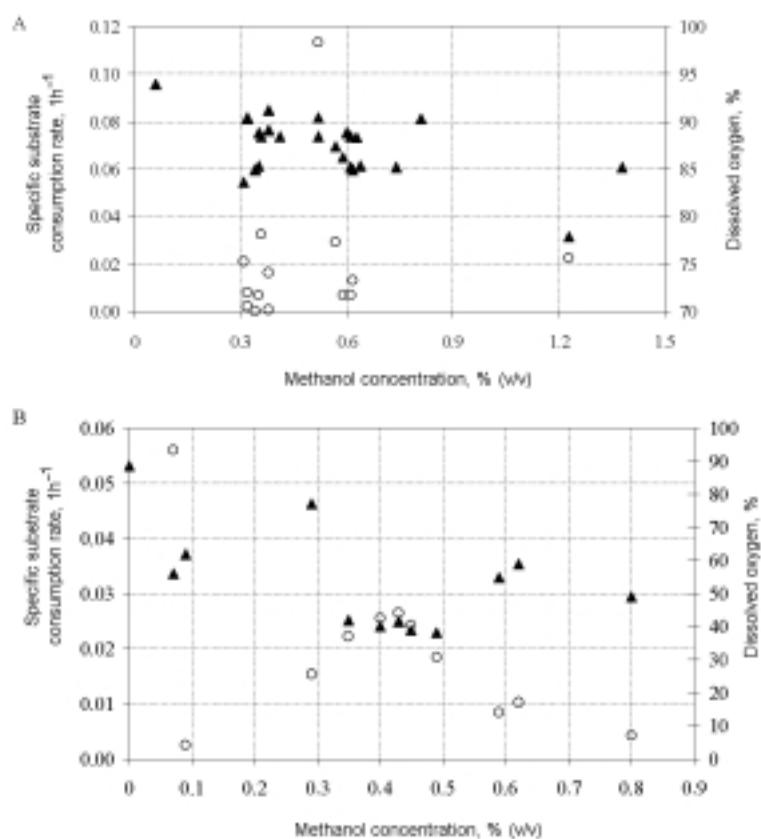 A
0.12
0.10
0.08
0.06
0.04
0.02
0.00
Specific substrate
consumption rate, 1h⁻¹
100
95
90
85
80
75
70
Dissolved oxygen, %
0 0.3 0.6 0.9 1.2 1.5
Methanol concentration, % (v/v)
B
0.06
0.05
0.04
0.03
0.02
0.01
0.00
Specific substrate
consumption rate, 1h⁻¹
100
90
80
70
60
50
40
30
20
10
0
Dissolved oxygen, %
0 0.1 0.2 0.3 0.4 0.5 0.6 0.7 0.8 0.9
Methanol concentration, % (v/v)